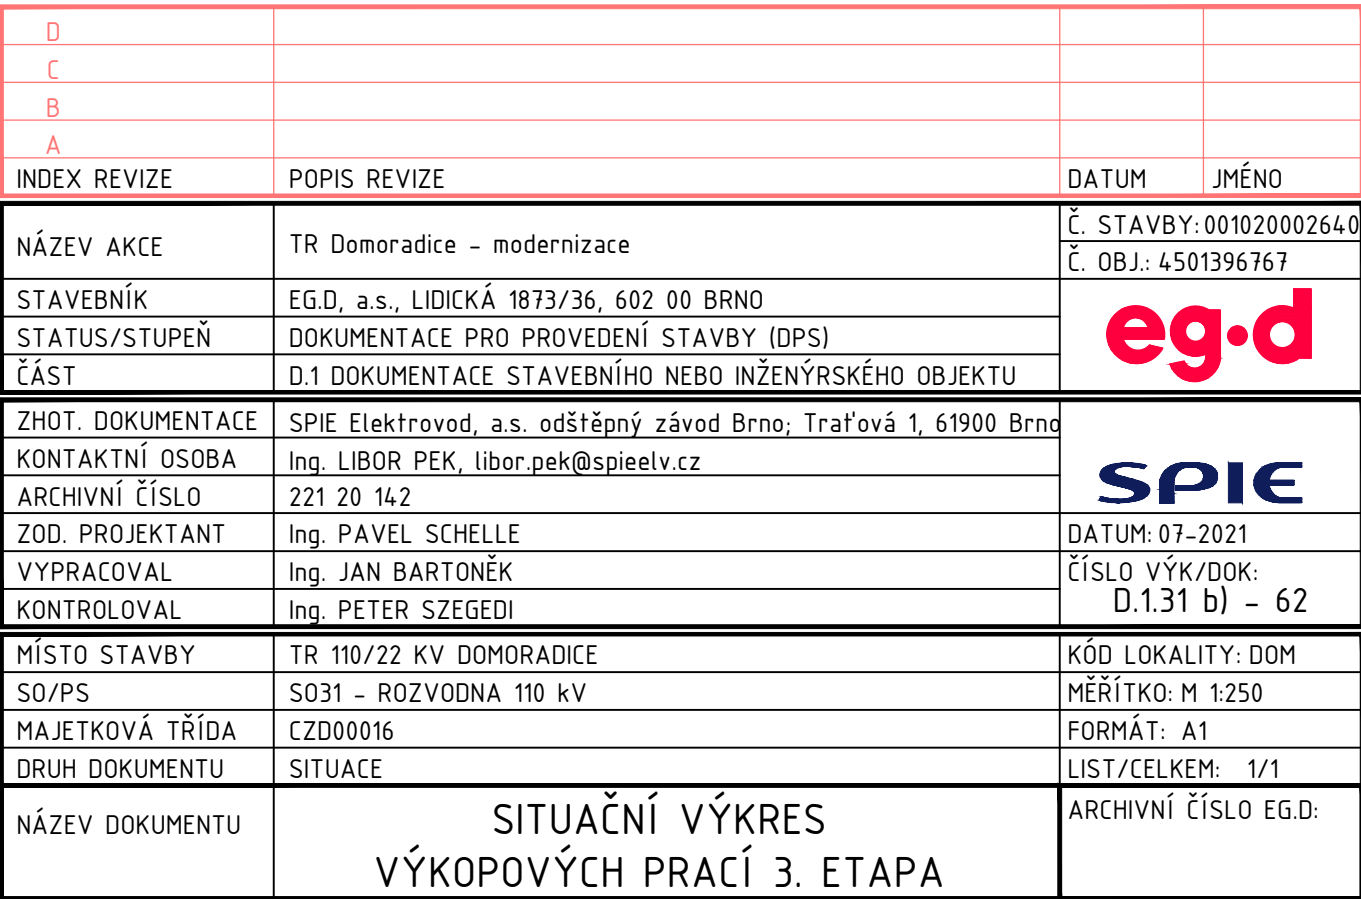 D
C
B
A
INDEX REVIZE POPIS REVIZE DATUM JMÉNO
NÁZEV AKCE TR Domoradice - modernizace Č. STAVBY: 001020002640
Č. OBJ.: 4501396767
STAVEBNÍK EG.D, a.s., LIDICKÁ 1873/36, 602 00 BRNO
eg·d
STATUS/STUPEŇ DOKUMENTACE PRO PROVEDENÍ STAVBY (DPS)
ČÁST D.1 DOKUMENTACE STAVEBNÍHO NEBO INŽENÝRSKÉHO OBJEKTU
ZHOT. DOKUMENTACE SPIE Elektrovod, a.s. odštěpný závod Brno; Traťová 1, 61900 Brno
KONTAKTNÍ OSOBA Ing. LIBOR PEK, libor.pek@spieelv.cz
SPIE
ARCHIVNÍ ČÍSLO 221 20 142
ZOD. PROJEKTANT Ing. PAVEL SCHELLE DATUM: 07-2021
VYPRACOVAL Ing. JAN BARTONĚK ČÍSLO VÝK/DOK:
KONTROLOVAL Ing. PETER SZEGEDI D.1.31 b) - 62
MÍSTO STAVBY TR 110/22 KV DOMORADICE KÓD LOKALITY: DOM
SO/PS SO31 - ROZVODNA 110 kV MĚŘÍTKO: M 1:250
MAJETKOVÁ TŘÍDA CZD00016 FORMÁT: A1
DRUH DOKUMENTU SITUACE LIST/CELKEM: 1/1
NÁZEV DOKUMENTU SITUAČNÍ VÝKRES ARCHIVNÍ ČÍSLO EG.D:
VÝKOPOVÝCH PRACÍ 3. ETAPA